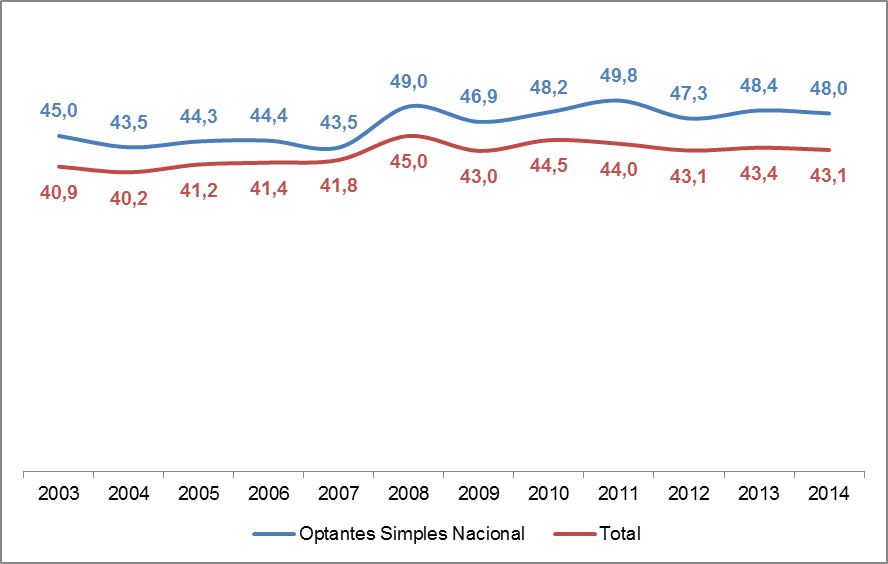 45,0 43,5 44,3 44,4 43,5 49,0 46,9 48,2 49,8 47,3 48,4 48,0
40,9 40,2 41,2 41,4 41,8 45,0 43,0 44,5 44,0 43,1 43,4 43,1
2003 2004 2005 2006 2007 2008 2009 2010 2011 2012 2013 2014
Optantes Simples Nacional Total